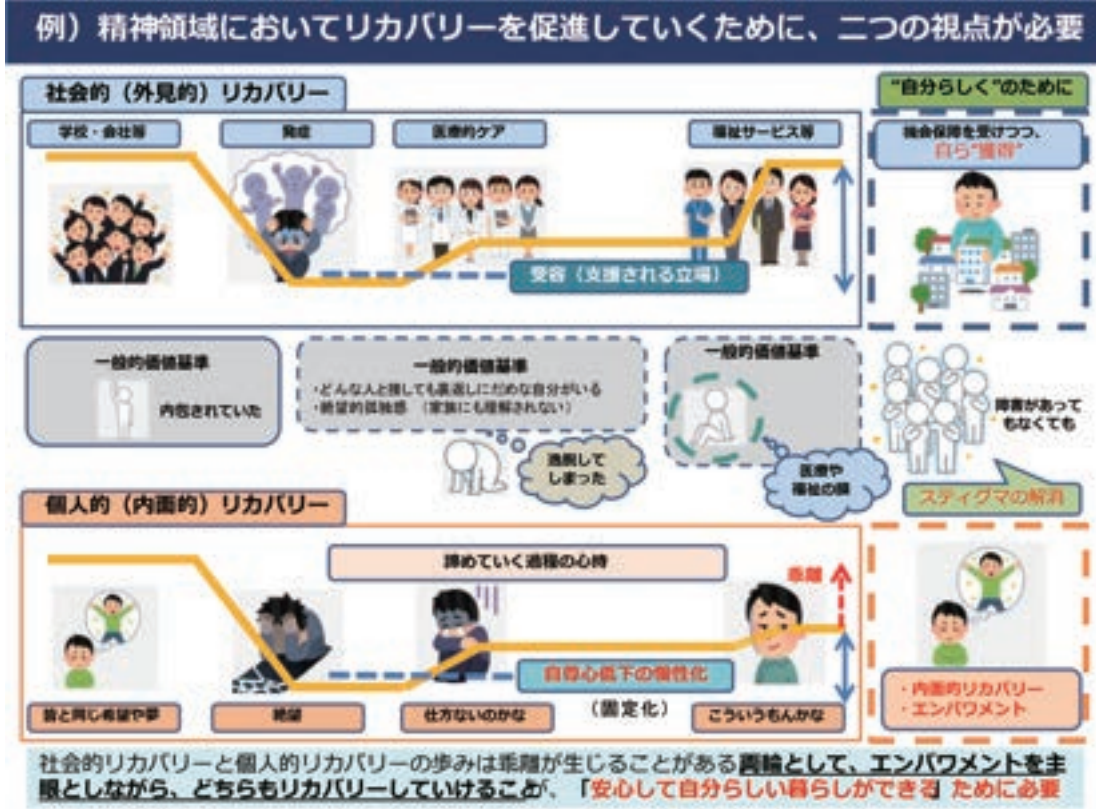 例）精神領域においてリカバリーを促進していくために、二つの視点が必要
社会的（外見的）リカバリー
“自分らしく”のために
学校・会社等
発症
医療的ケア
福祉サービス等
機会保障を受けつつ、
自ら“獲得”
受容（支援される立場）
一般的価値基準
内包されていた
一般的価値基準
・どんな人と接しても裏返しにだめな自分がいる
・絶望的孤独感　（家族にも理解されない）
逸脱して
しまった
一般的価値基準
医療や
福祉の膜
障害があって
もなくても
スティグマの解消
個人的（内面的）リカバリー
諦めていく過程の心時
乖離
自尊心低下の慢性化
（固定化）
皆と同じ希望や夢
絶望
仕方ないのかな
こういうもんかな
・内面的リカバリー
・エンパワメント
社会的リカバリーと個人的リカバリーの歩みは乖離が生じることがある両輪として、エンパワメントを主
眼としながら、どちらもリカバリーしていけることが、「安心して自分らしい暮らしができる」ために必要